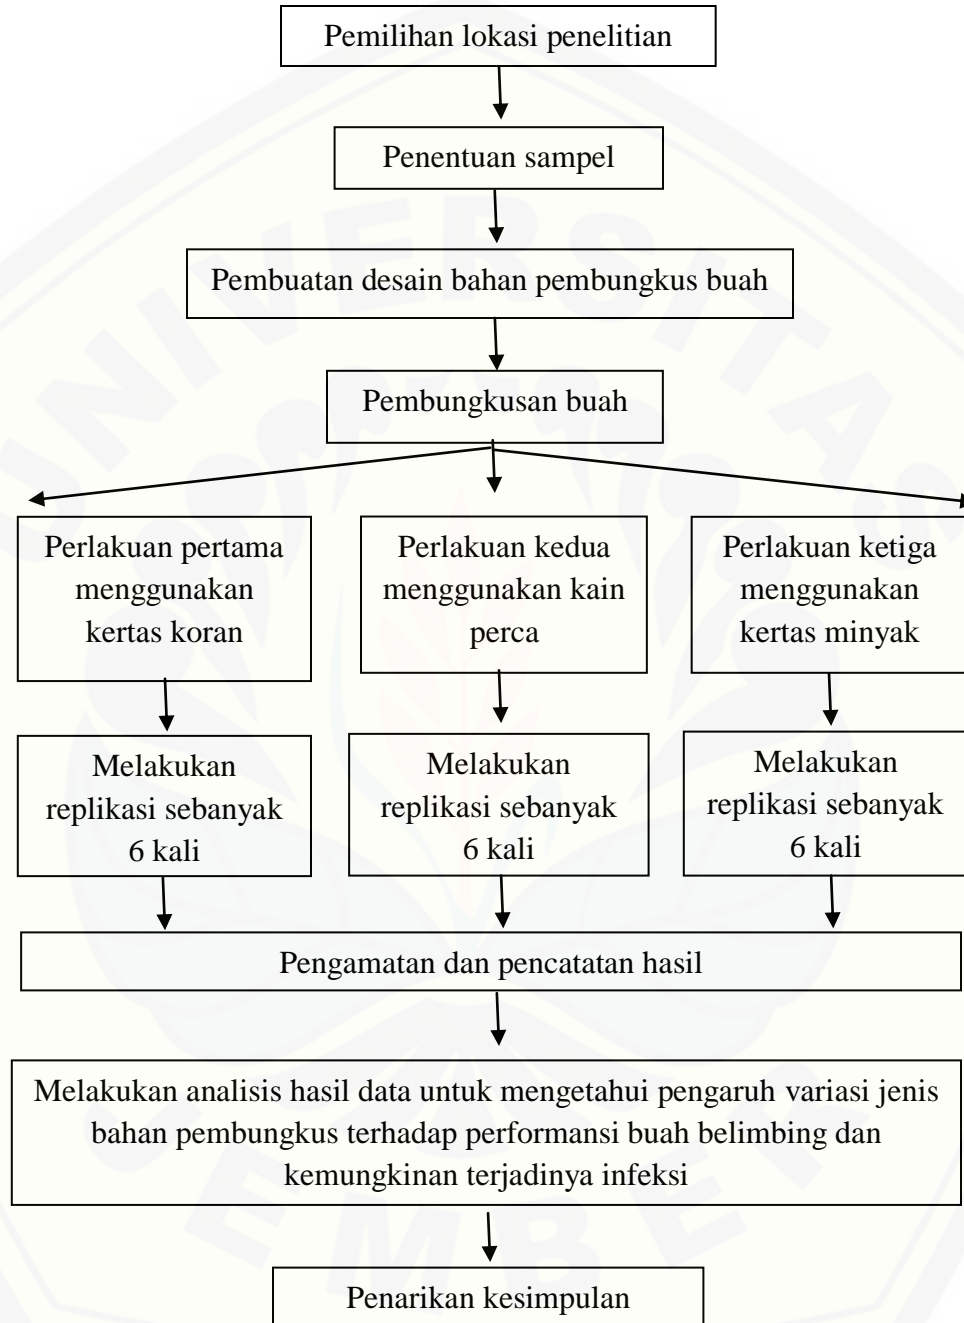 Pemilihan lokasi penelitian
Penentuan sampel
Pembuatan desain bahan pembungkus buah
Pembungkusan buah
Perlakuan pertama
menggunakan
kertas koran
Perlakuan kedua
menggunakan kain
perca
Perlakuan ketiga
menggunakan
kertas minyak
Melakukan
replikasi sebanyak
6 kali
Melakukan
replikasi sebanyak
6 kali
Melakukan
replikasi sebanyak
6 kali
Pengamatan dan pencatatan hasil
Melakukan analisis hasil data untuk mengetahui pengaruh variasi jenis
bahan pembungkus terhadap performansi buah belimbing dan
kemungkinan terjadinya infeksi
Penarikan kesimpulan
UNIVERSITAS
JEMBER